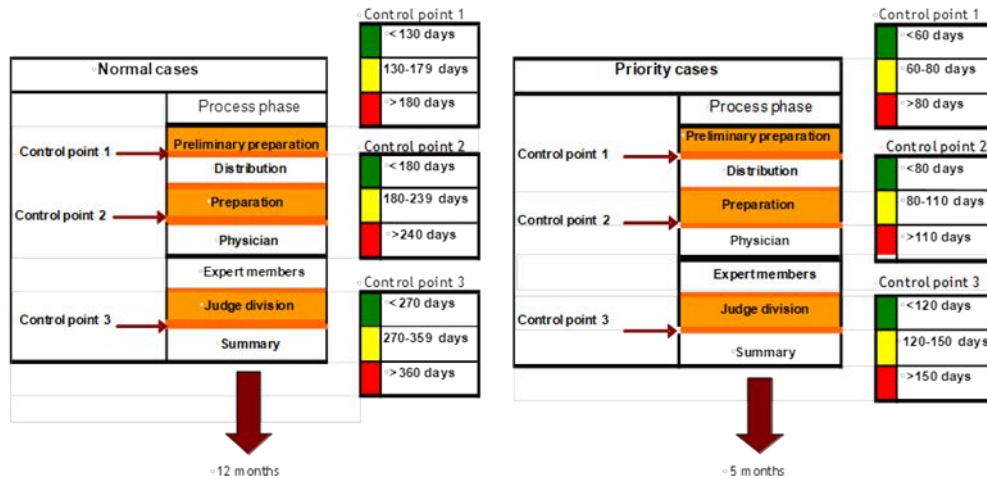 Control point 1
<130 days
130-179 days
>180 days
Normal cases
Process phase
Preliminary preparation
Control point 1
Distribution
Control point 2
<180 days
180-239 days
>240 days
Preparation
Control point 2
Physician
Expert members
Control point 3
<270 days
270-359 days
>360 days
Judge division
Control point 3
Summary
12 months
Control point 1
<60 days
60-80 days
>80 days
Priority cases
Process phase
Preliminary preparation
Control point 1
Distribution
Control point 2
<80 days
80-110 days
>110 days
Preparation
Control point 2
Physician
Expert members
Control point 3
<120 days
120-150 days
>150 days
Judge division
Control point 3
Summary
5 months